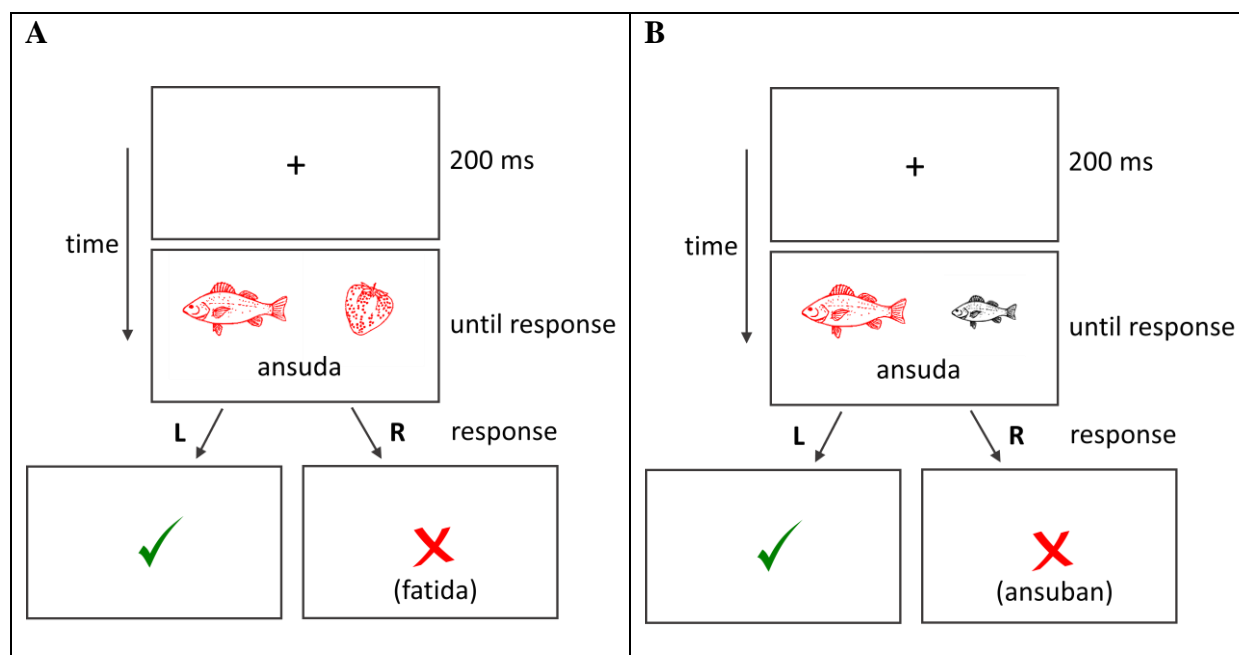 A
+
200 ms
time
ansuda
until response
L
R
response
(fatida)
B
+
200 ms
time
ansuda
until response
L
R
response
(ansuban)